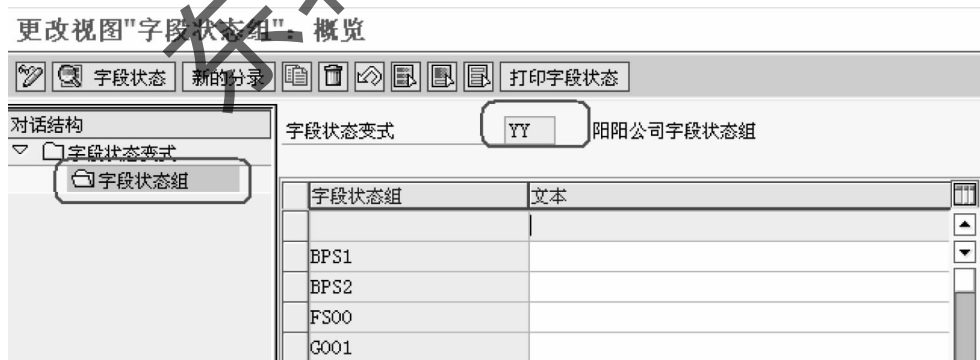 更改视图"字段状态组"：概览
字段状态 新的分录 打印字段状态
对话结构
字段状态变式
字段状态组
字段状态变式 YY 阳阳公司字段状态组
字段状态组 文本
BPS1
BPS2
FS00
G001